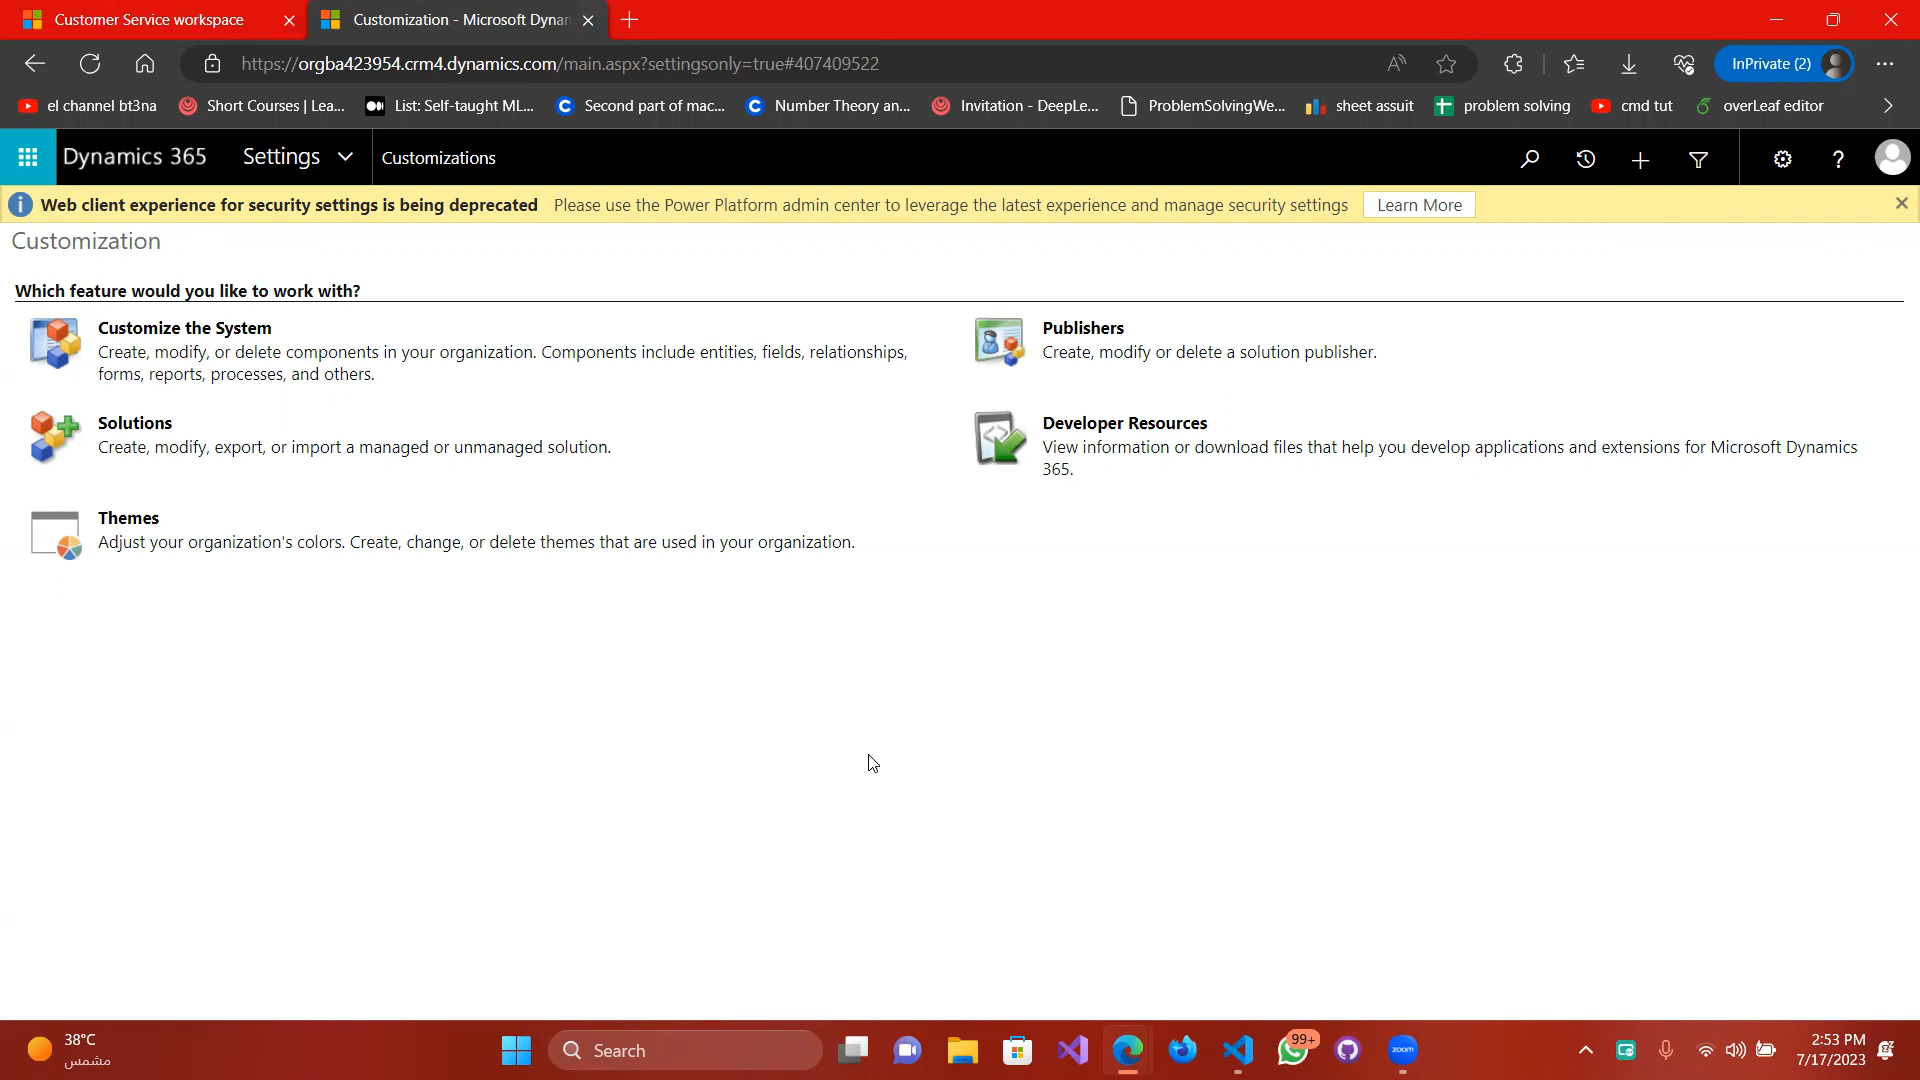 Customer Service workspace
Customization - Microsoft Dynan
https://orgba423954.crm4.dynamics.com/main.aspx?settingsonly=true#407409522
InPrivate (2)
el channel bt3na
Short Courses | Lea...
List: Self-taught ML...
Second part of mac...
Number Theory an...
Invitation - DeepLe...
ProblemSolvingWe...
sheet assuit
problem solving
cmd tut
overLeaf editor
Dynamics 365
Settings
Customizations
Web client experience for security settings is being deprecated Please use the Power Platform admin center to leverage the latest experience and manage security settings Learn More
Customization
Which feature would you like to work with?
Customize the System
Create, modify, or delete components in your organization. Components include entities, fields, relationships,
forms, reports, processes, and others.
Publishers
Create, modify or delete a solution publisher.
Solutions
Create, modify, export, or import a managed or unmanaged solution.
Developer Resources
View information or download files that help you develop applications and extensions for Microsoft Dynamics
365.
Themes
Adjust your organization's colors. Create, change, or delete themes that are used in your organization.
38°C
مشمس
Search
99+
zoom
2:53 PM
7/17/2023